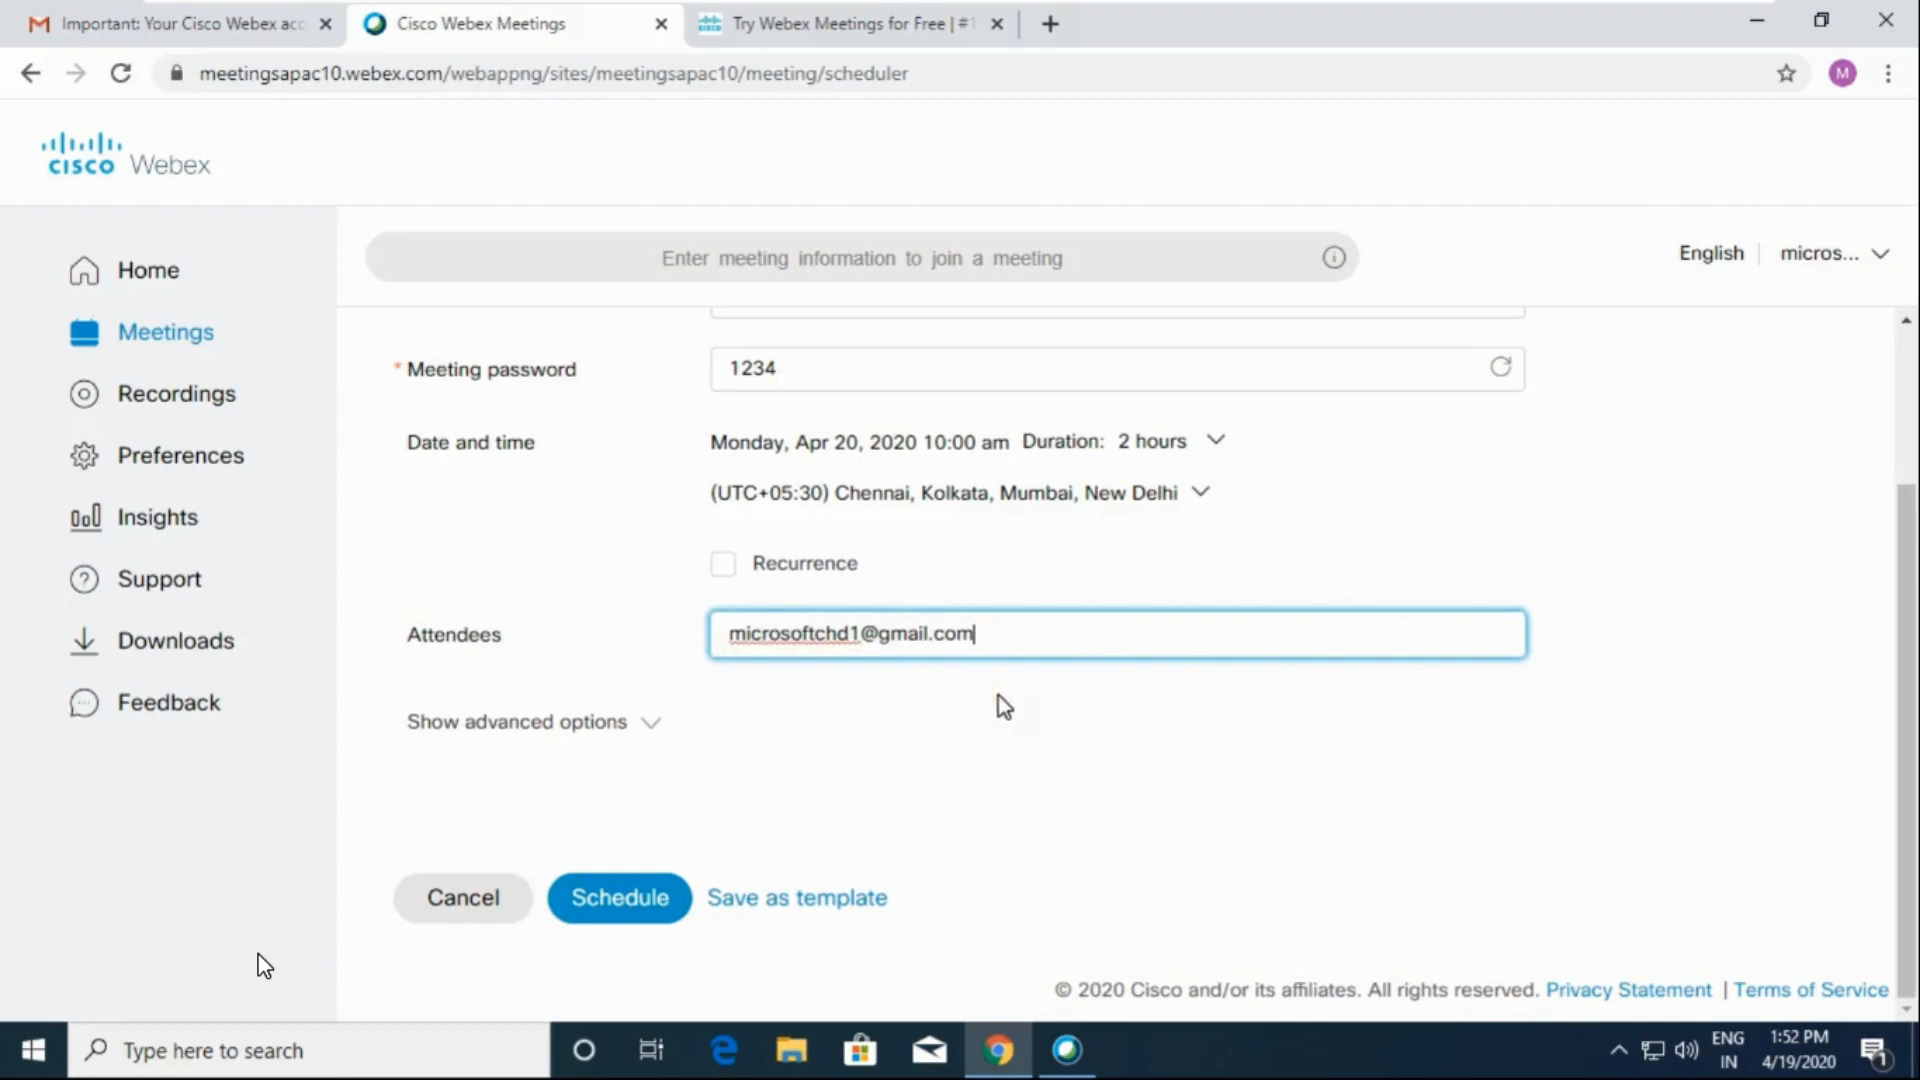 Important: Your Cisco Webex acc
Cisco Webex Meetings
Try Webex Meetings for Free | #1
meetingsapac10.webex.com/webappng/sites/meetingsapac10/meeting/scheduler
M
cisco Webex
Enter meeting information to join a meeting
English
micros...
Home
Meetings
Recordings
Preferences
Insights
Support
Downloads
Feedback
* Meeting password
1234
Date and time
Monday, Apr 20, 2020 10:00 am Duration: 2 hours
(UTC+05:30) Chennai, Kolkata, Mumbai, New Delhi
Recurrence
Attendees
microsoftchd1@gmail.com
Show advanced options
Cancel
Schedule
Save as template
© 2020 Cisco and/or its affiliates. All rights reserved. Privacy Statement | Terms of Service
Type here to search
ENG
IN
1:52 PM
4/19/2020
1